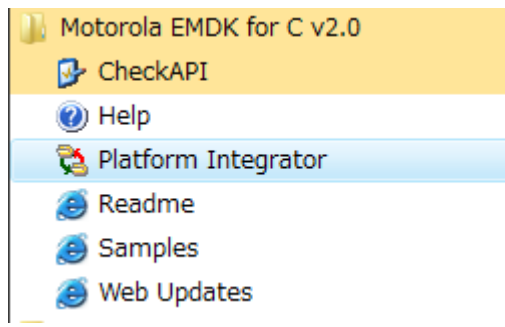 Motorola EMDK for C v2.0
CheckAPI
Help
Platform Integrator
Readme
Samples
Web Updates